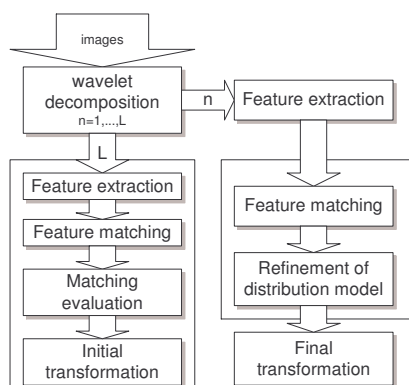 images
wavelet
decomposition
n=1,...,L
n
Feature extraction
L
Feature extraction
Feature matching
Matching
evaluation
Initial
transformation
Feature matching
Refinement of
distribution model
Final
transformation